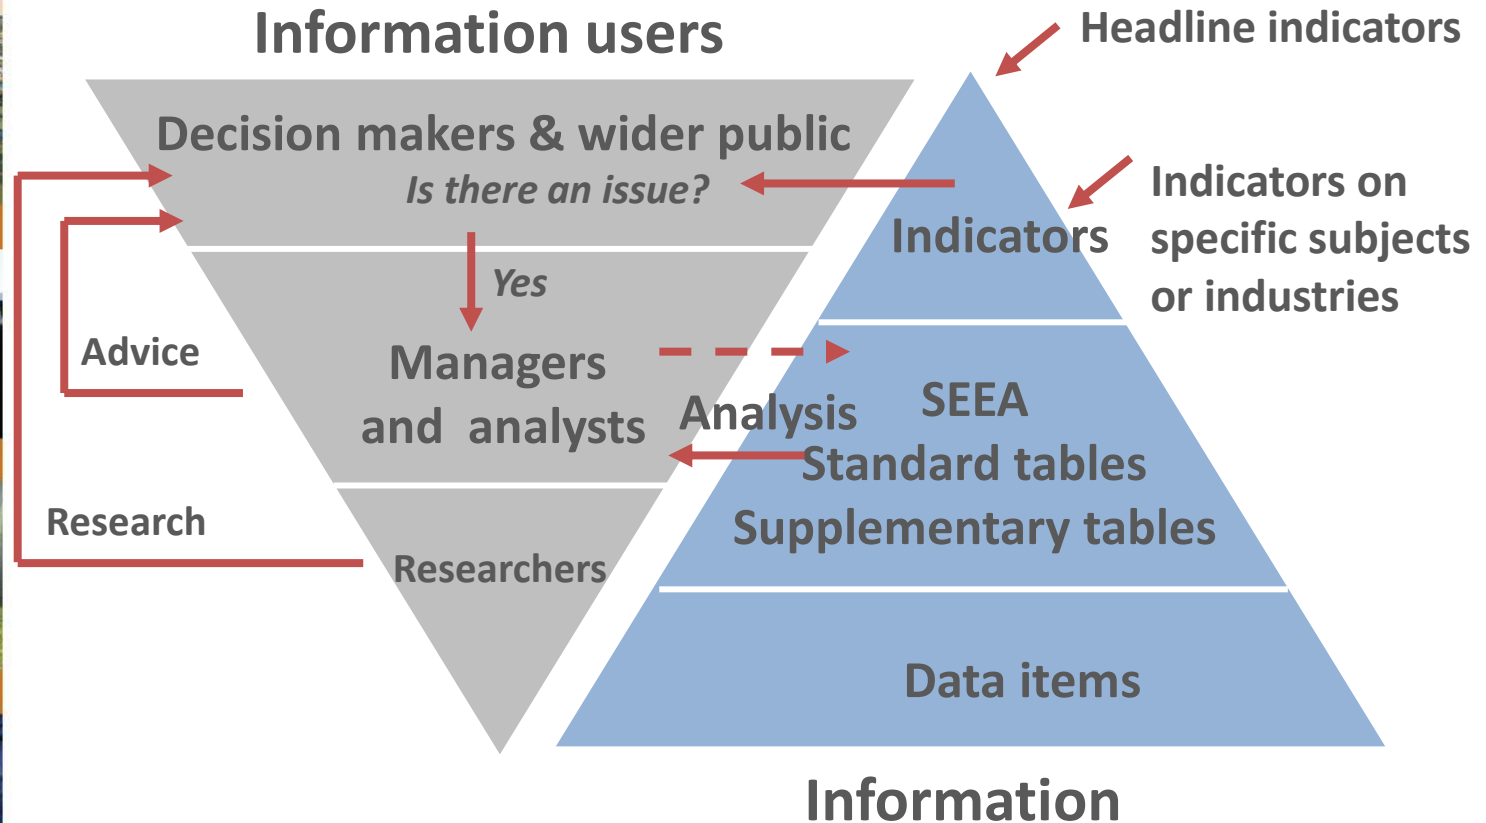 Information users
Headline indicators
Decision makers & wider public
Is there an issue?
Indicators on
specific subjects
or industries
Indicators
Yes
Advice
Managers
and analysts
Analysis
SEEA
Standard tables
Supplementary tables
Research
Researchers
Data items
Information